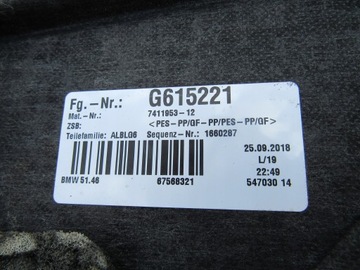 Fg.-Nr.: G615221
Mat.-Nr.: 7411953-12
ZSB: <PES-PP/GF-PP/PES-PP/GF>
Teilefamilie: ALBLG6 Sequenz-Nr.: 1660287
25.09.2018
L/19
22:49
BMW 51.46 67568321 547030 14